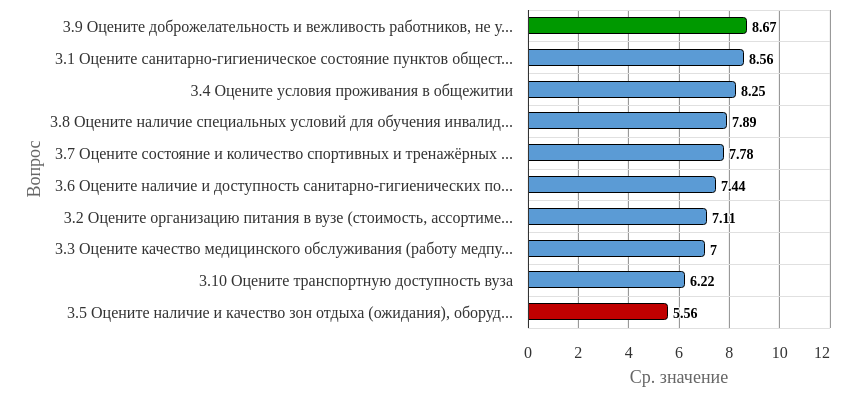 3.9 Оцените доброжелательность и вежливость работников, не у... 8.67
3.1 Оцените санитарно-гигиеническое состояние пунктов общест... 8.56
3.4 Оцените условия проживания в общежитии 8.25
3.8 Оцените наличие специальных условий для обучения инвалид... 7.89
3.7 Оцените состояние и количество спортивных и тренажёрных ... 7.78
3.6 Оцените наличие и доступность санитарно-гигиенических по... 7.44
3.2 Оцените организацию питания в вузе (стоимость, ассортиме... 7.11
3.3 Оцените качество медицинского обслуживания (работу медпу... 7
3.10 Оцените транспортную доступность вуза 6.22
3.5 Оцените наличие и качество зон отдыха (ожидания), оборуд... 5.56
Вопрос
0 2 4 6 8 10 12
Ср. значение